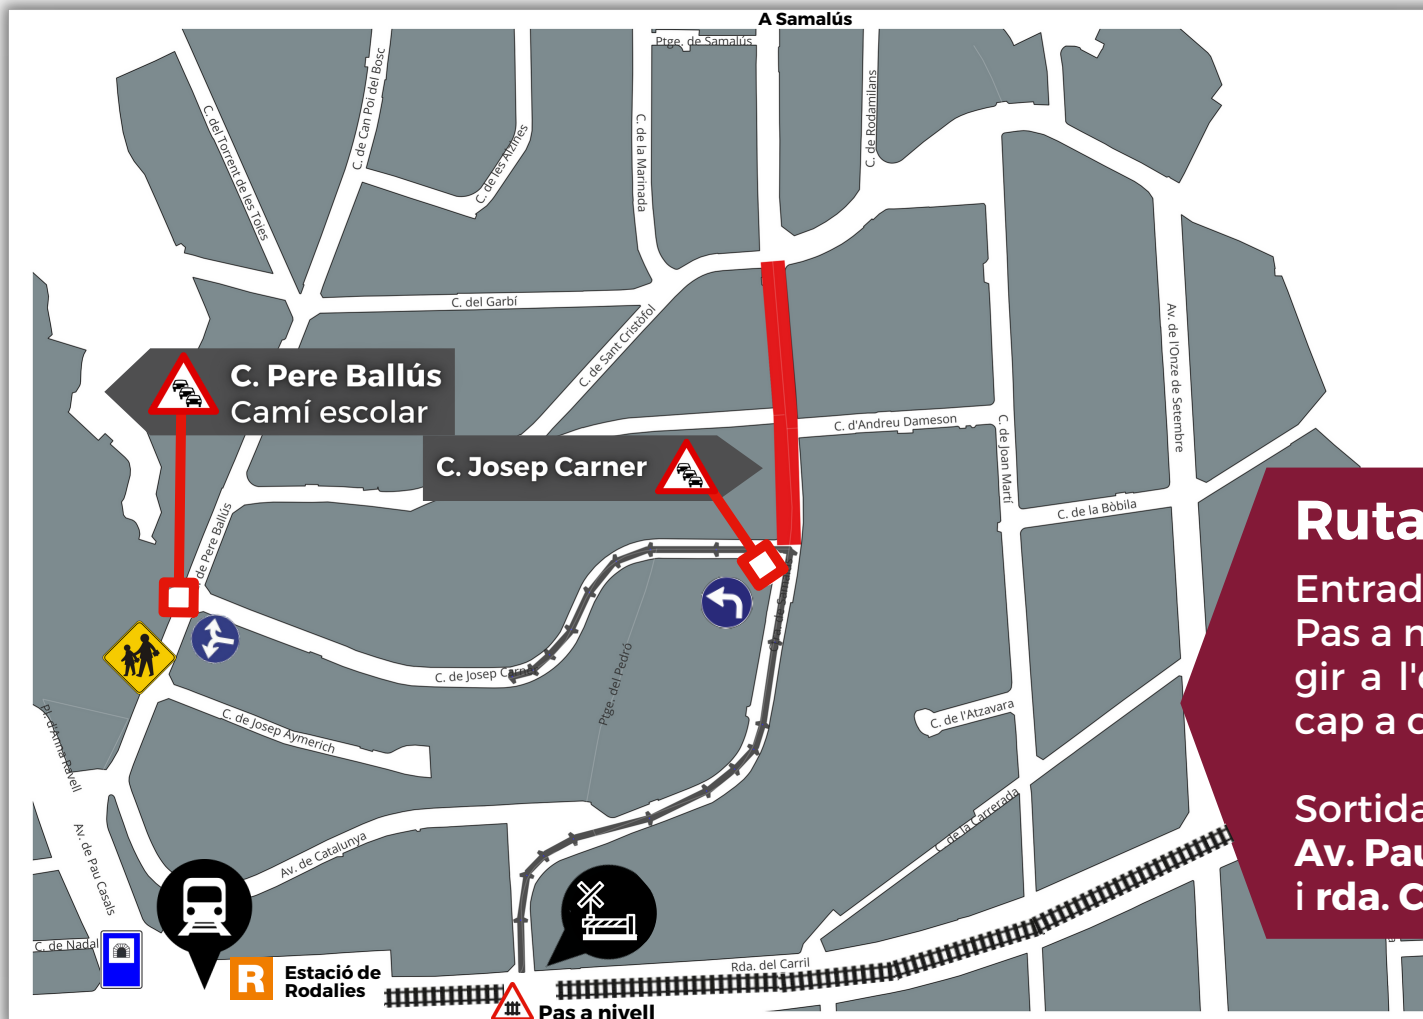 A Samalús
Ptge. de Samalús
C. de Can Poi del Bosc
C. de Rodamilans
C. del Torrent de les Toies
C. de les Alzines
C. de la Marinada
C. del Garbí
C. de Sant Cristòfol
Av. de l'Onze de Setembre
C. Pere Ballús
Camí escolar
C. d'Andreu Dameson
C. de Joan Martí
C. Josep Carner
C. de la Bòbila
de Pere Ballús
Ruta
Entrad
Pas a n
gir a l'e
cap a c
Sortida
Av. Pau
i rda. C
C. de Josep Carner
Ptge. del Pedró
C. de l'Atzavara
C. de Josep Aymerich
Pl. d'Anna Ravell
Av. de Pau Casals
Av. de Catalunya
C. de la Carrerada
C. de Nadal
R
Estació de
Rodalies
Rda. del Carril
Pas a nivell